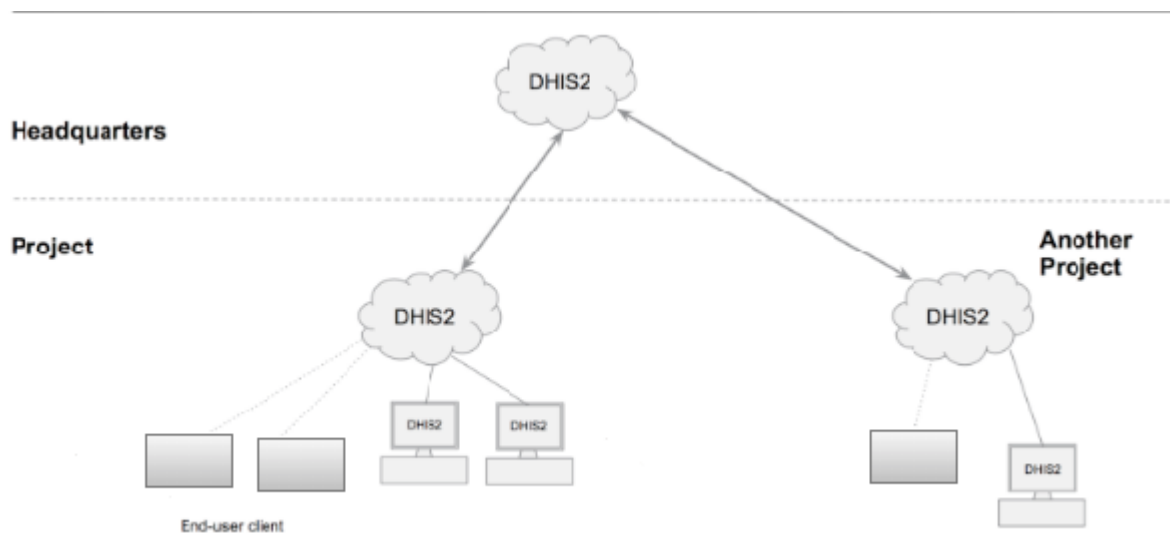 DHIS2
Headquarters
Project
Another
Project
DHIS2
DHIS2
DHIS2
DHIS2
DHIS2
End-user client